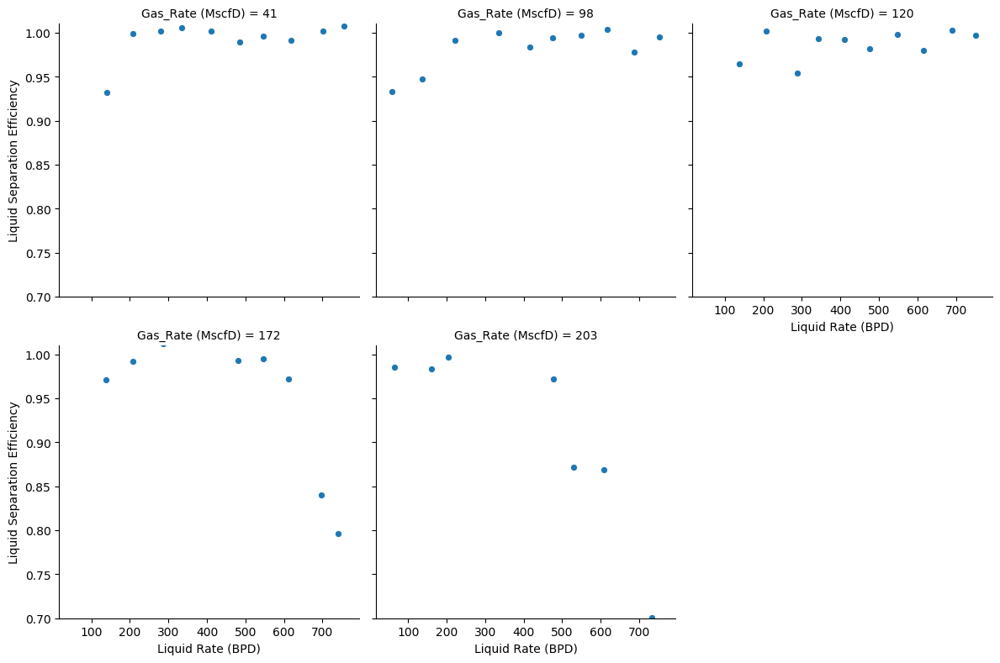 Gas_Rate (MscfD) = 41
Gas_Rate (MscfD) = 98
Gas_Rate (MscfD) = 120
1.00
0.95
0.90
0.85
0.80
0.75
0.70
Liquid Separation Efficiency
100 200 300 400 500 600 700
Liquid Rate (BPD)
Gas_Rate (MscfD) = 172
Gas_Rate (MscfD) = 203
1.00
0.95
0.90
0.85
0.80
0.75
0.70
Liquid Separation Efficiency
100 200 300 400 500 600 700
Liquid Rate (BPD)
100 200 300 400 500 600 700
Liquid Rate (BPD)